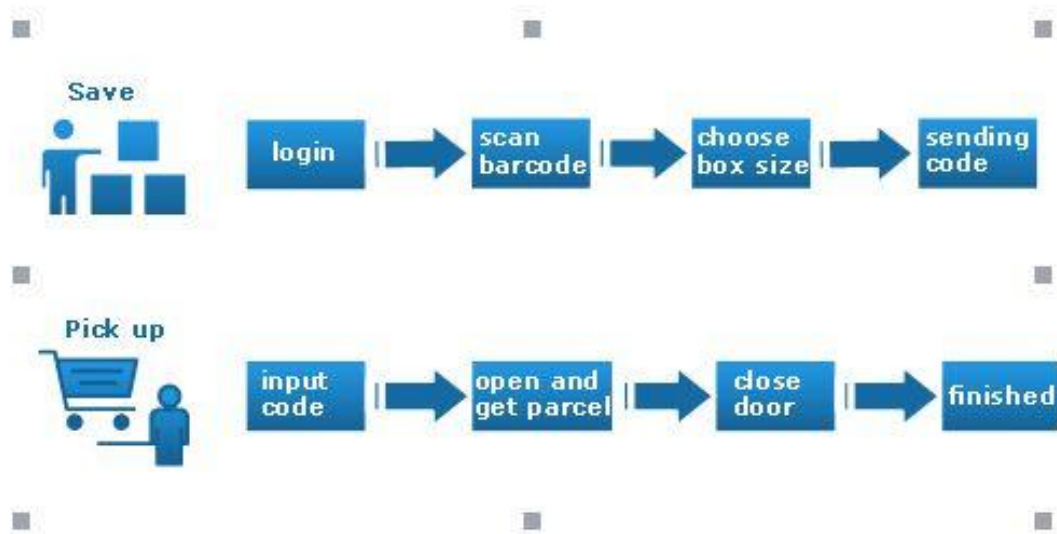 Save
login
scan
barcode
choose
box size
sending
code
Pick up
input
code
open and
get parcel
close
door
finished